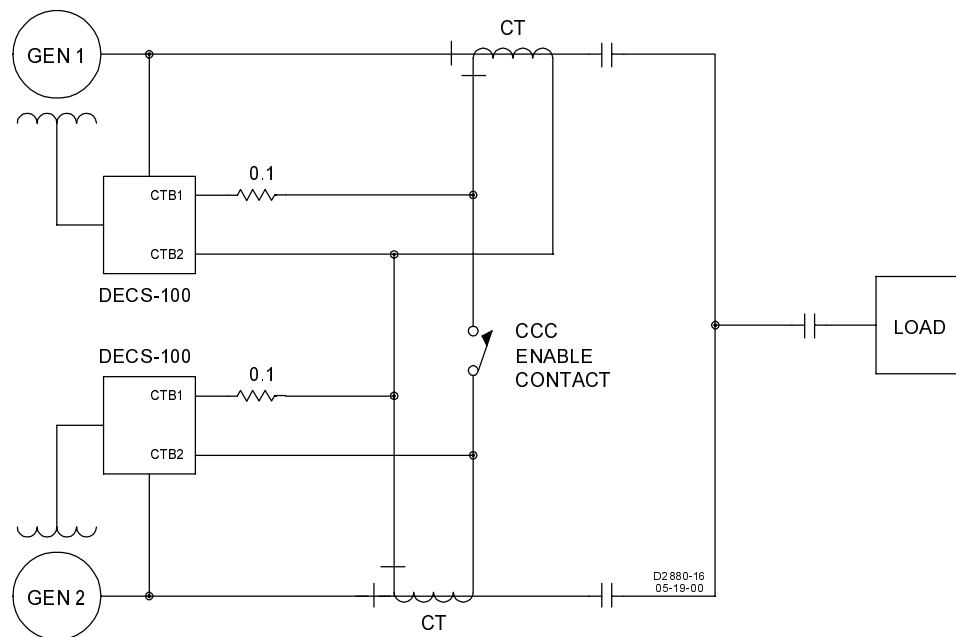 CT
GEN 1
0.1
CTB1
CTB2
DECS-100
CCC
ENABLE
CONTACT
LOAD
DECS-100
0.1
CTB1
CTB2
D2880-16
05-19-00
GEN 2
CT